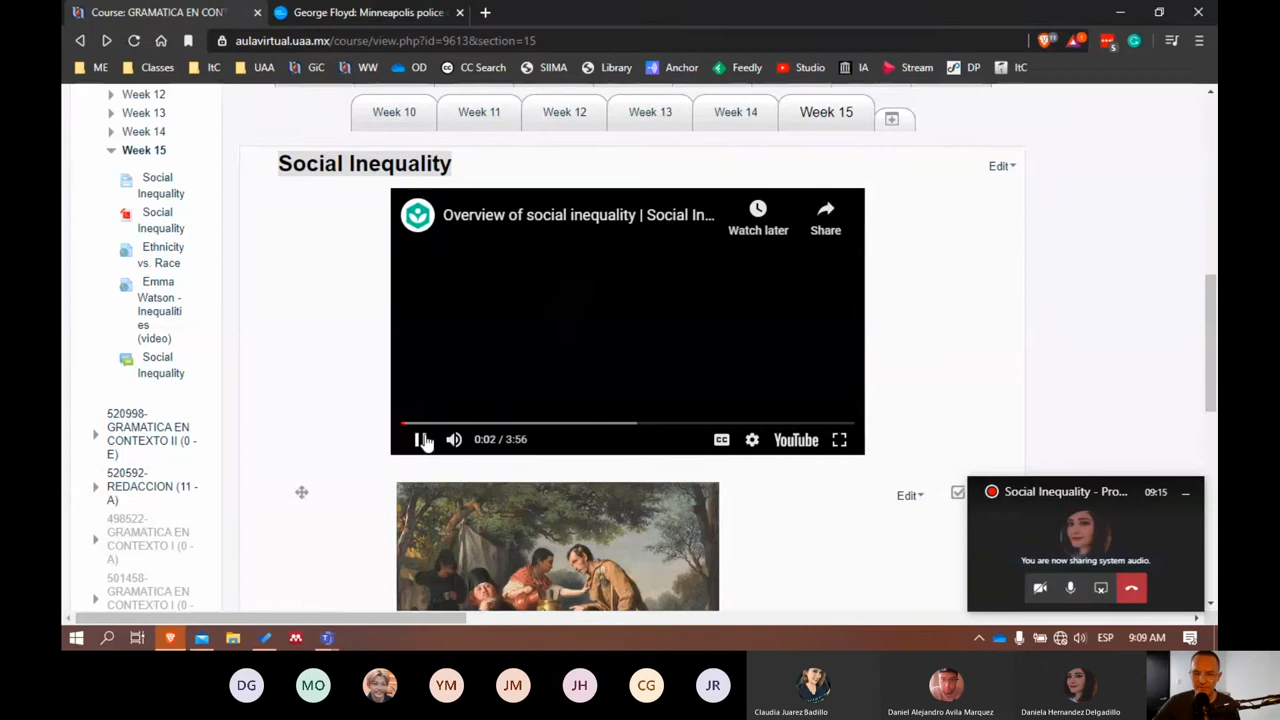 Course: GRAMATICA EN CONT
George Floyd: Minneapolis police
aulavirtual.uaa.mx/course/view.php?id=9613&section=15
11
1
5
ME
Classes
ItC
UAA
GiC
WW
OD
CC Search
SIIMA
Library
Anchor
Feedly
Studio
IA
Stream
DP
ItC
Week 12
Week 13
Week 14
Week 15
Social
Inequality
Social
Inequality
Ethnicity
vs. Race
Emma
Watson -
Inequaliti
es
(video)
Social
Inequality
520998-
GRAMATICA EN
CONTEXTO II (0 -
E)
520592-
REDACCION (11 -
A)
498522-
GRAMATICA EN
CONTEXTO I (0 -
A)
501458-
GRAMATICA EN
CONTEXTO I (0 -
Week 10
Week 11
Week 12
Week 13
Week 14
Week 15
Social Inequality
Edit
Overview of social inequality | Social In...
Watch later
Share
0:02 / 3:56
CC
YouTube
Edit
Social Inequality - Pro...
09:15
You are now sharing system audio.
ESP
9:09 AM
DG
MO
YM
JM
JH
CG
JR
Claudia Juarez Badillo
Daniel Alejandro Avila Marquez
Daniela Hernandez Delgadillo